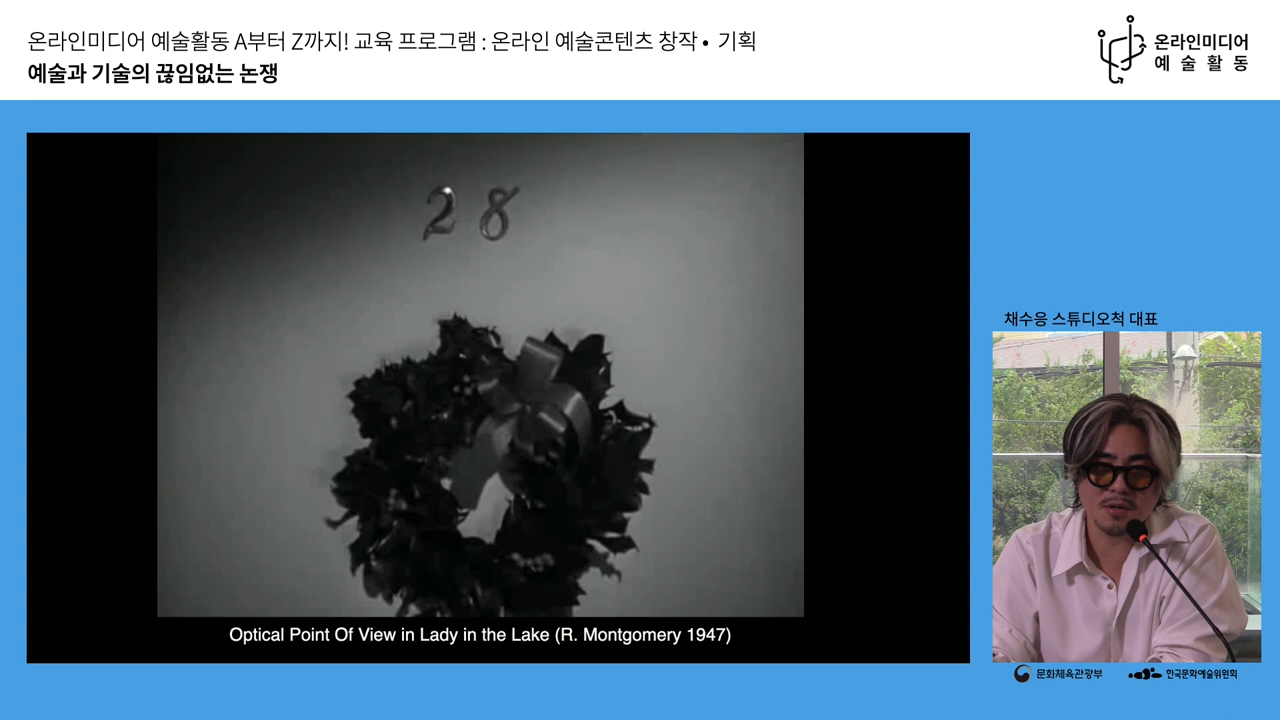 온라인미디어 예술활동 A부터 Z까지! 교육 프로그램 : 온라인 예술콘텐츠 창작 • 기획
예술과 기술의 끊임없는 논쟁
온라인미디어
예 술 활 동
28
Optical Point Of View in Lady in the Lake (R. Montgomery 1947)
채수응 스튜디오척 대표
문화체육관광부
한국문화예술위원회